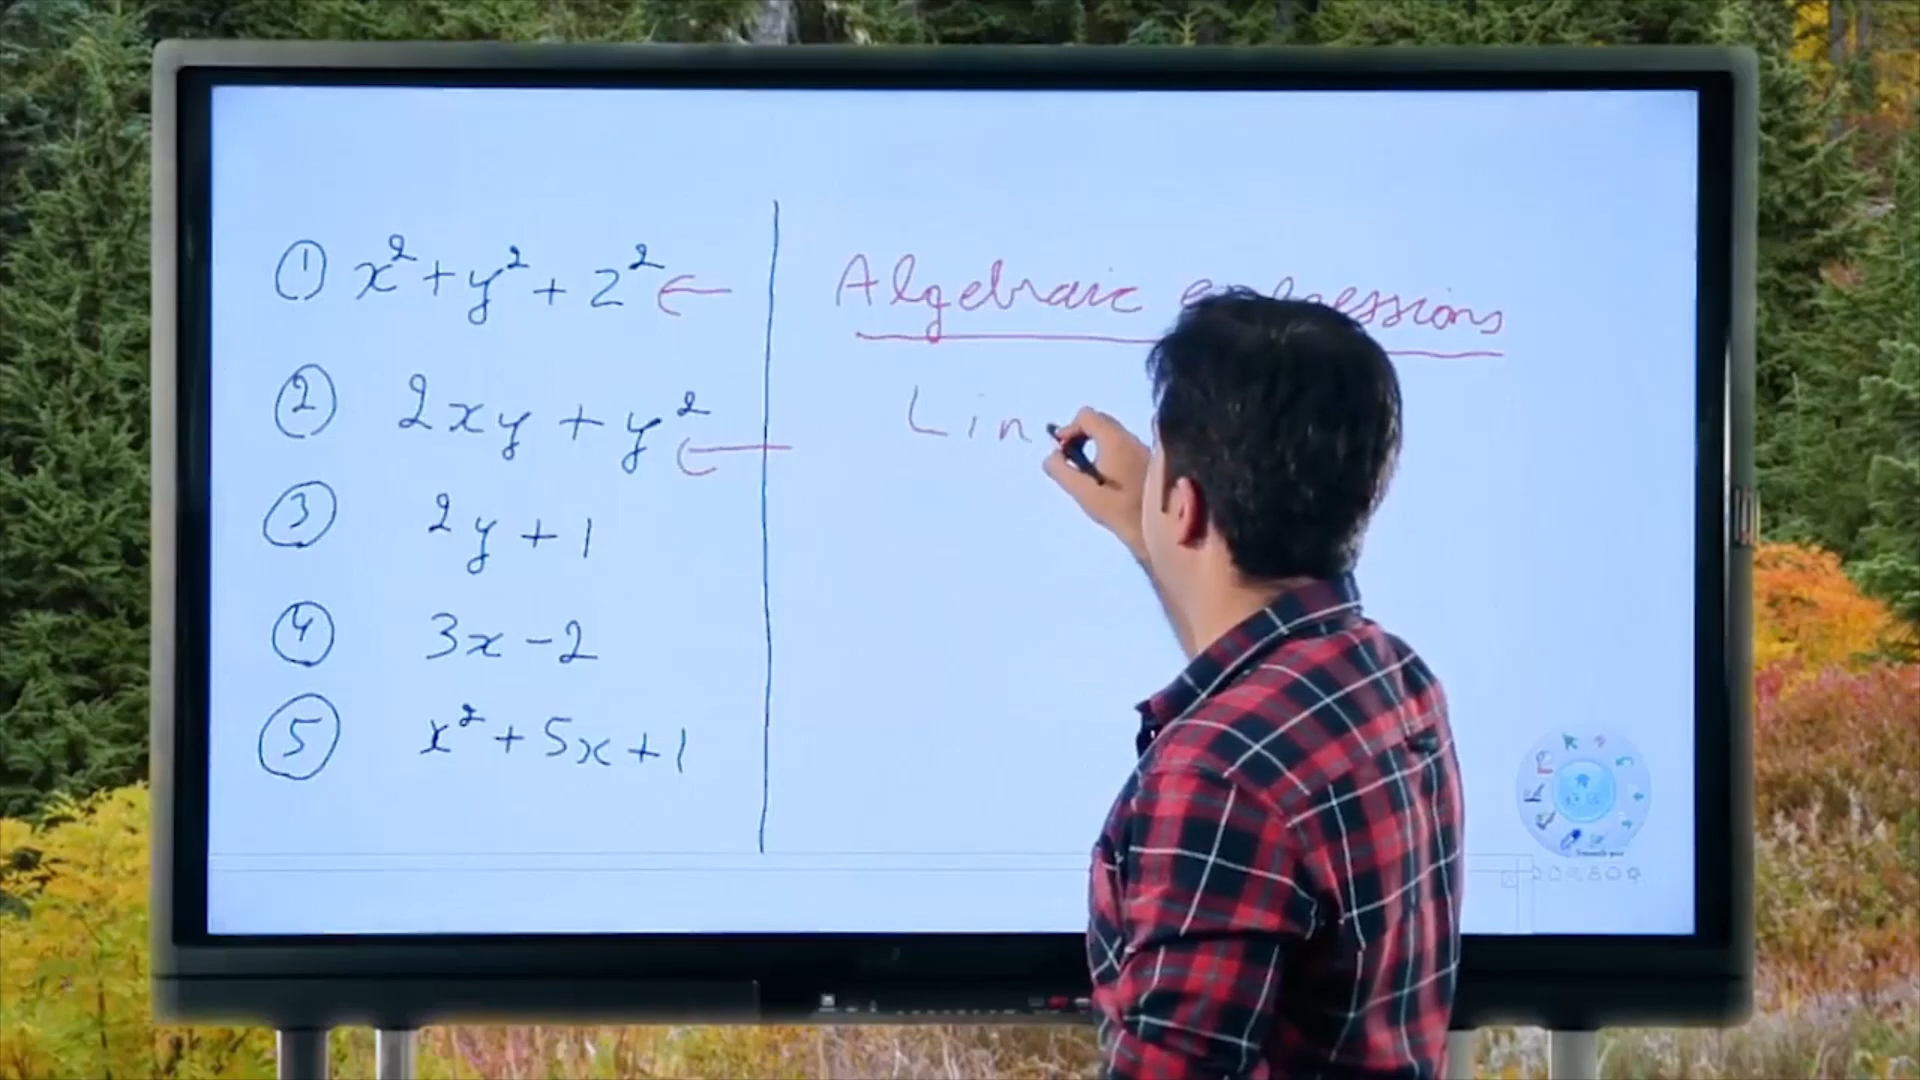 ① x² + y² + z² ←
② 2xy + y² ←
③ 2y + 1
④ 3x - 2
⑤ x² + 5x + 1
Algebraic
Lin